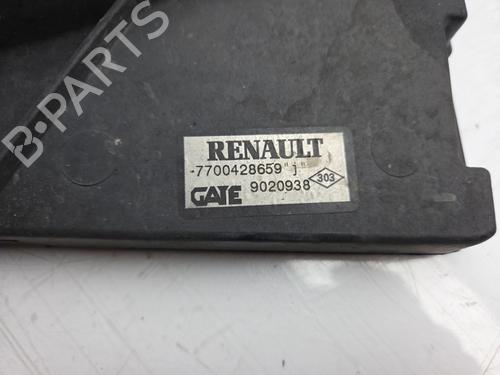 B-PARTS
RENAULT
-7700428659"j"
GATE 9020938 303